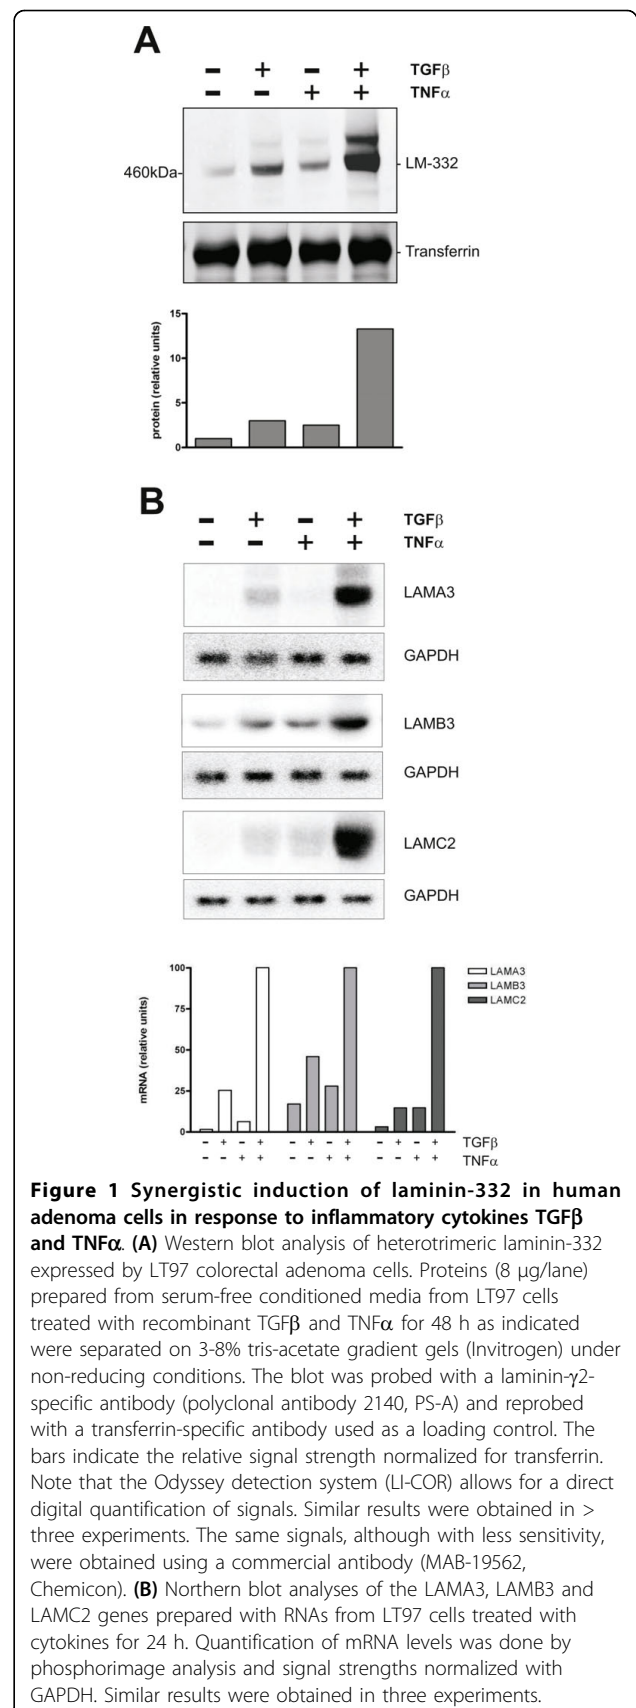 A
− + − + TGFβ
− − + + TNFα
460kDa-
- LM-332
- Transferrin
15
10
5
0
protein (relative units)
B
− + − + TGFβ
− − + + TNFα
LAMA3
GAPDH
LAMB3
GAPDH
LAMC2
GAPDH
100
75
50
25
0
mRNA (relative units)
LAMA3
LAMB3
LAMC2
− + − + − + − + − + − + TGFβ
− − + + − − + + − − + + TNFα
Figure 1 Synergistic induction of laminin-332 in human
adenoma cells in response to inflammatory cytokines TGFβ
and TNFα. (A) Western blot analysis of heterotrimeric laminin-332
expressed by LT97 colorectal adenoma cells. Proteins (8 μg/lane)
prepared from serum-free conditioned media from LT97 cells
treated with recombinant TGFβ and TNFα for 48 h as indicated
were separated on 3-8% tris-acetate gradient gels (Invitrogen) under
non-reducing conditions. The blot was probed with a laminin-γ2-
specific antibody (polyclonal antibody 2140, PS-A) and reprobed
with a transferrin-specific antibody used as a loading control. The
bars indicate the relative signal strength normalized for transferrin.
Note that the Odyssey detection system (LI-COR) allows for a direct
digital quantification of signals. Similar results were obtained in >
three experiments. The same signals, although with less sensitivity,
were obtained using a commercial antibody (MAB-19562,
Chemicon). (B) Northern blot analyses of the LAMA3, LAMB3 and
LAMC2 genes prepared with RNAs from LT97 cells treated with
cytokines for 24 h. Quantification of mRNA levels was done by
phosphorimage analysis and signal strengths normalized with
GAPDH. Similar results were obtained in three experiments.